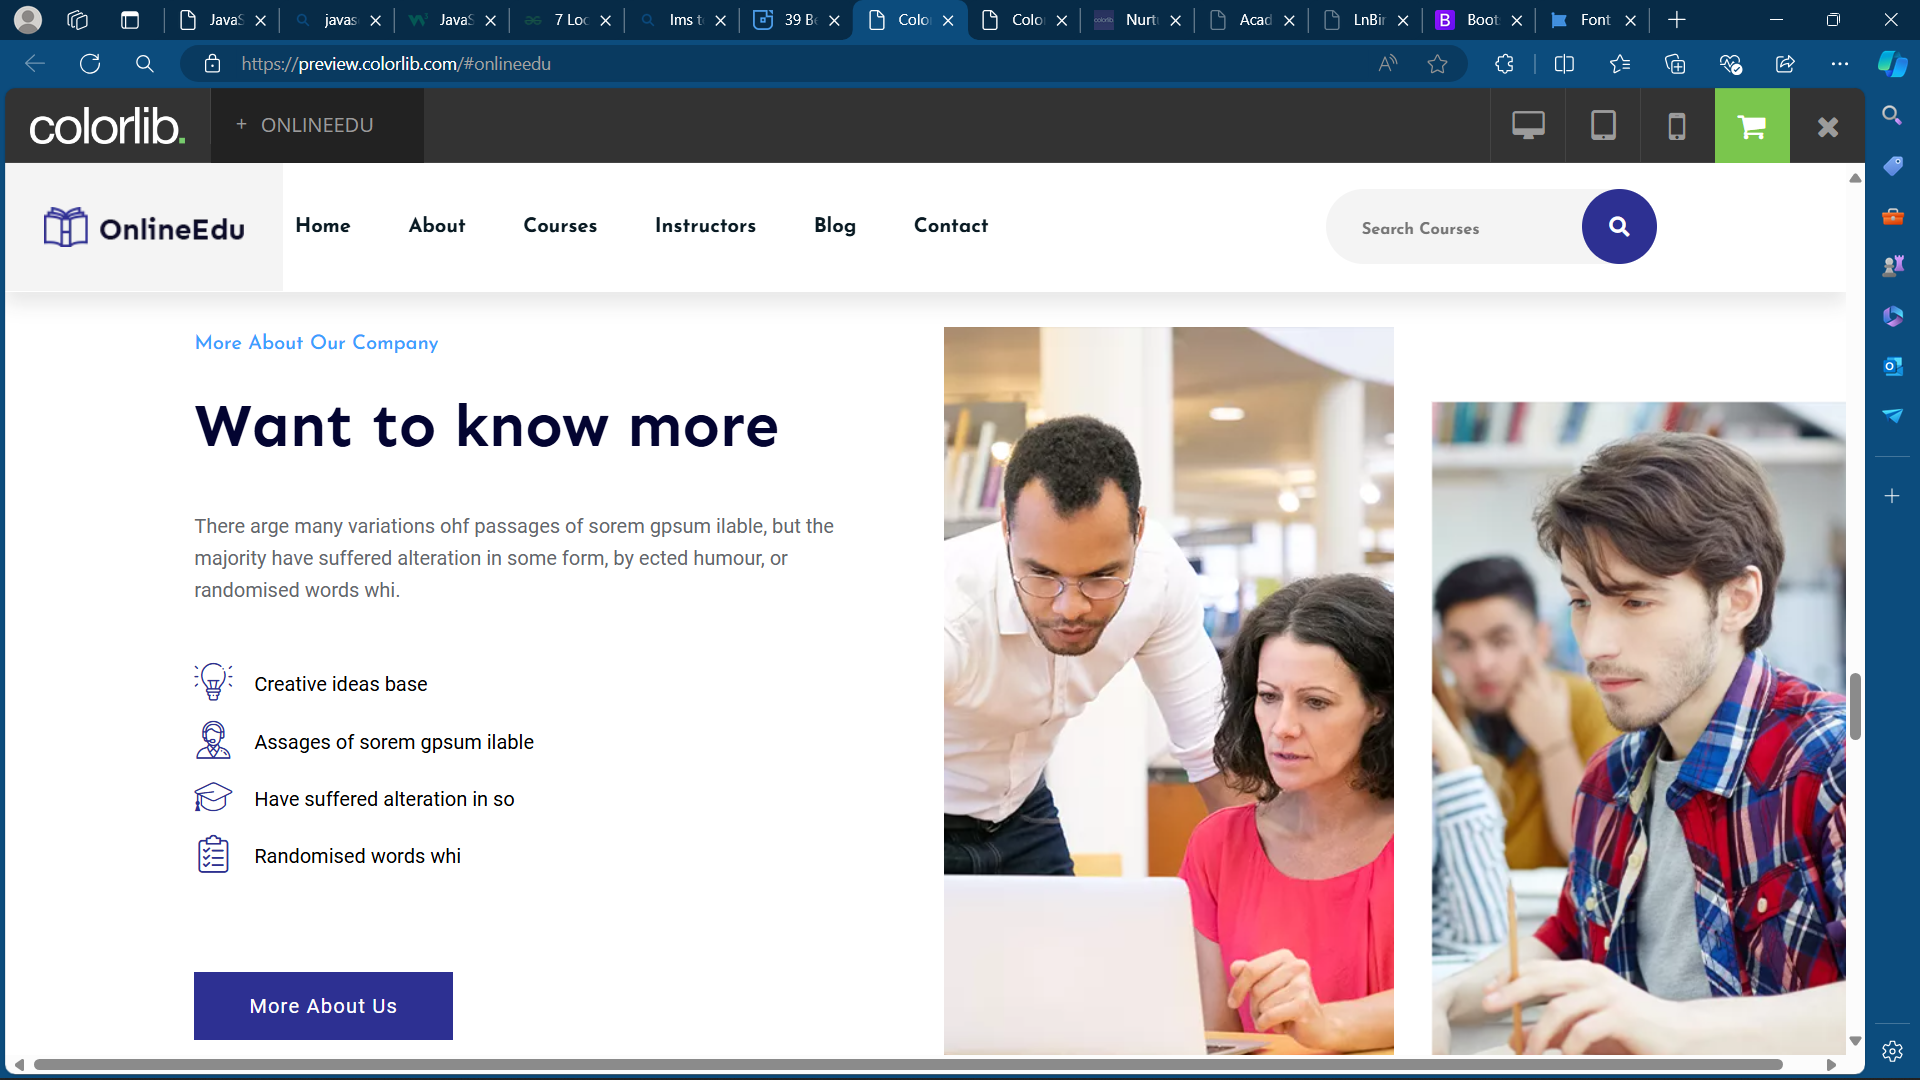 JavaS
javas
JavaS
7 Loc
lms t
39 Be
Color
Color
Nurtu
Acad
LnBir
Boot
Font
https://preview.colorlib.com/#onlineedu
colorlib.
+ ONLINEEDU
OnlineEdu
Home
About
Courses
Instructors
Blog
Contact
Search Courses
More About Our Company
Want to know more
There arge many variations ohf passages of sorem gpsum ilable, but the
majority have suffered alteration in some form, by ected humour, or
randomised words whi.
Creative ideas base
Assages of sorem gpsum ilable
Have suffered alteration in so
Randomised words whi
More About Us